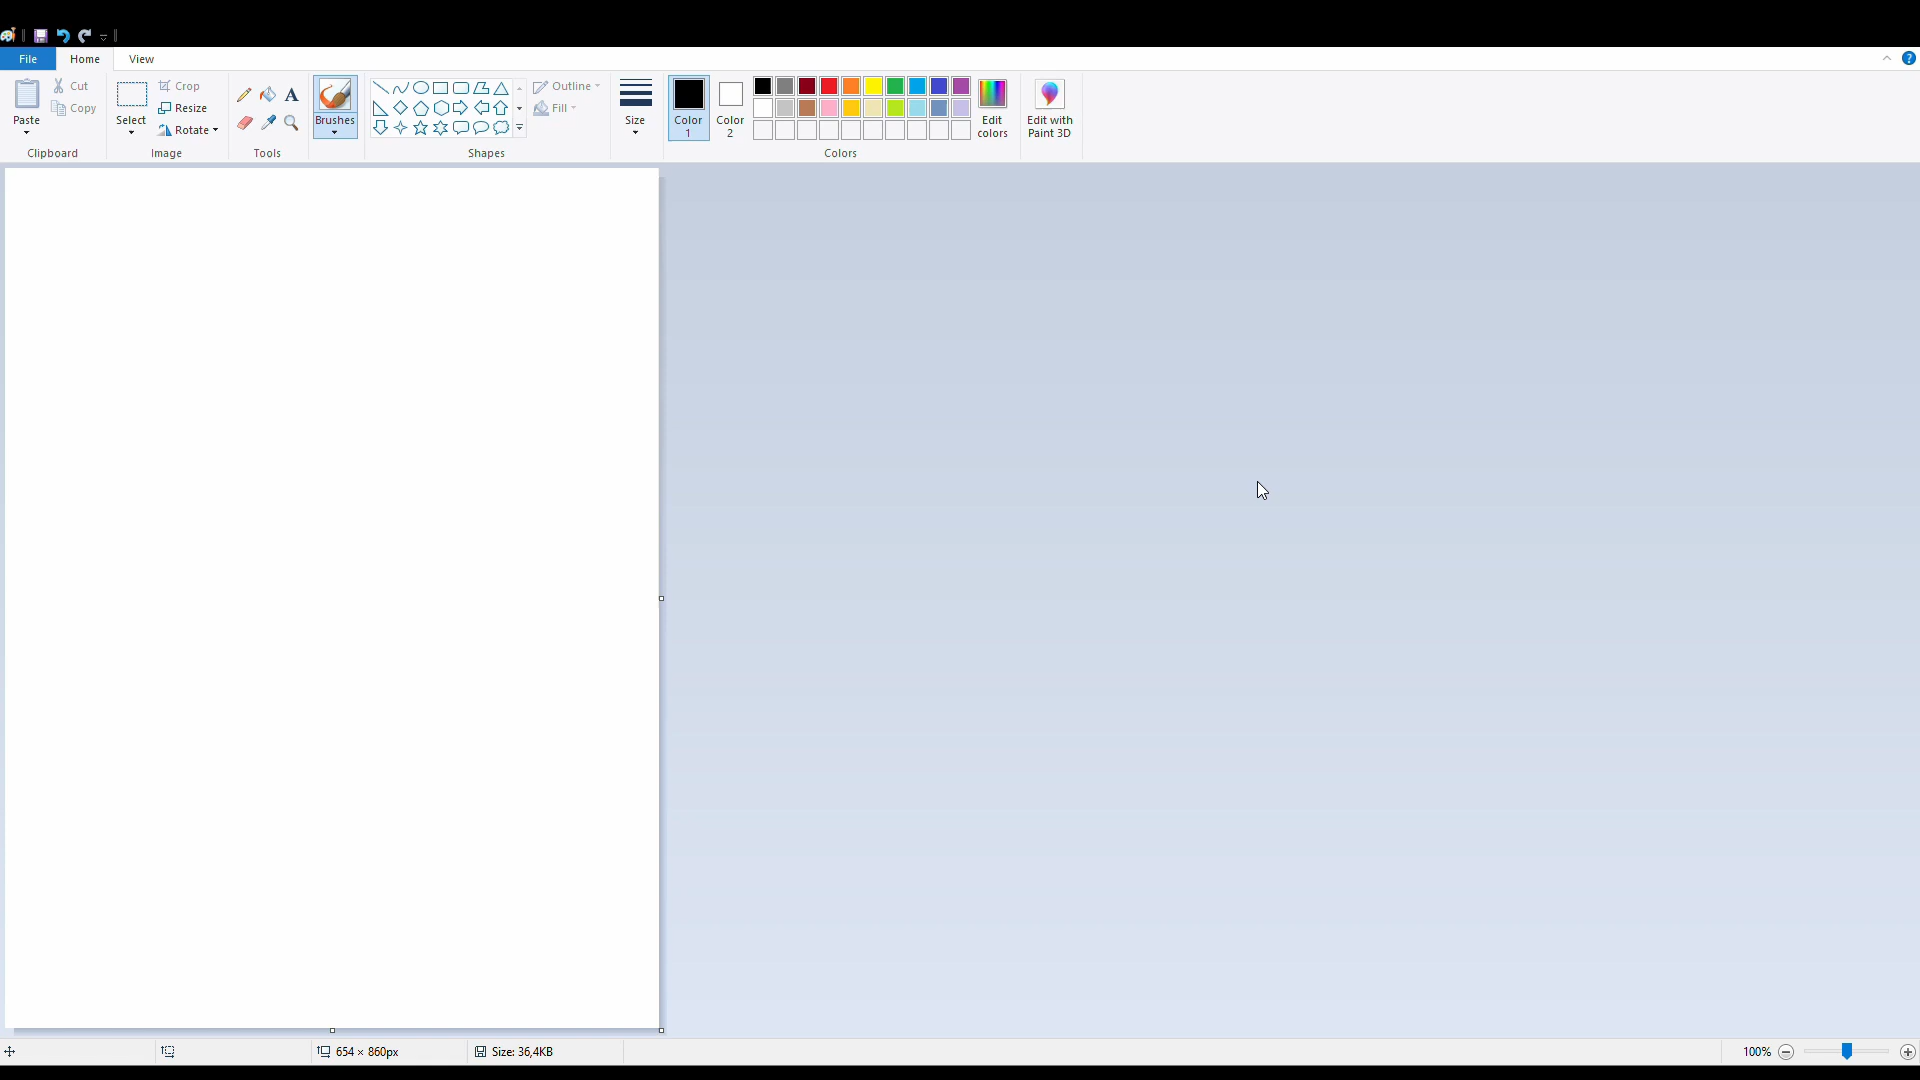 File Home View
Paste Cut Copy Select Crop Resize Rotate A Brushes Outline Fill Size Color 1 Color 2 Edit colors Edit with Paint 3D
Clipboard Image Tools Shapes Colors
654 × 860px Size: 36,4KB 100%